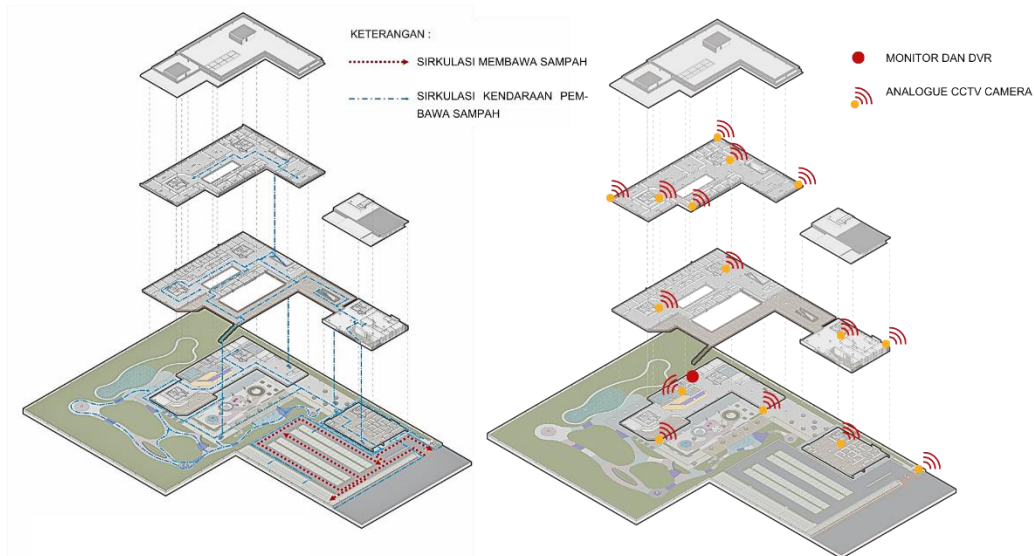 KETERANGAN :
SIRKULASI MEMBAWA SAMPAH
SIRKULASI KENDARAAN PEM-
BAWA SAMPAH
MONITOR DAN DVR
ANALOGUE CCTV CAMERA